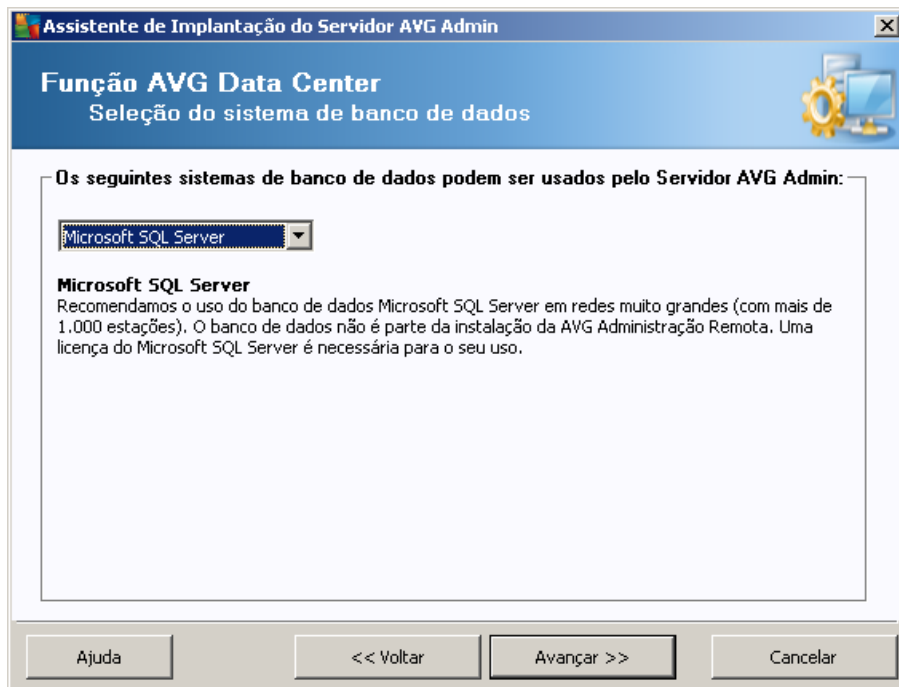 Assistente de Implantação do Servidor AVG Admin
Função AVG Data Center
Seleção do sistema de banco de dados
Os seguintes sistemas de banco de dados podem ser usados pelo Servidor AVG Admin:
Microsoft SQL Server
Microsoft SQL Server
Recomendamos o uso do banco de dados Microsoft SQL Server em redes muito grandes (com mais de
1.000 estações). O banco de dados não é parte da instalação da AVG Administração Remota. Uma
licença do Microsoft SQL Server é necessária para o seu uso.
Ajuda
<< Voltar
Avançar >>
Cancelar